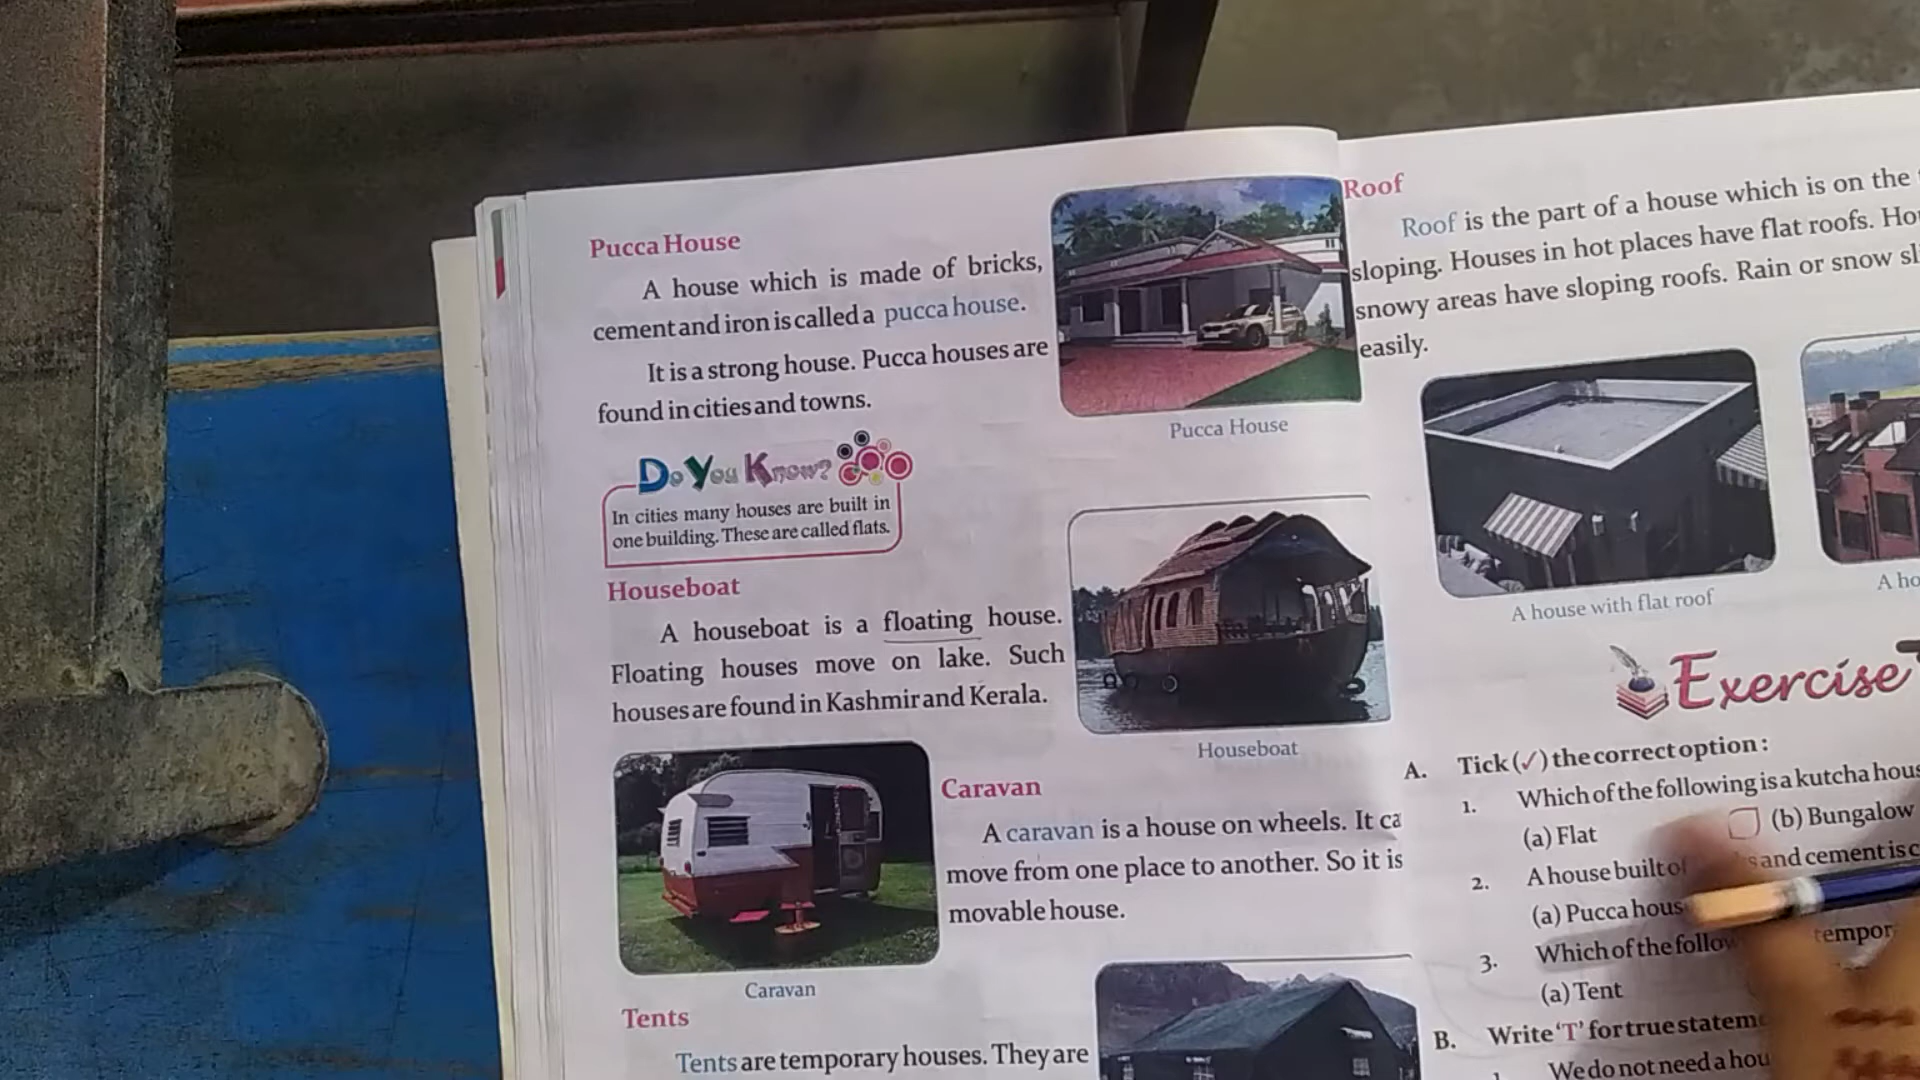 Pucca House
A house which is made of bricks,
cement and iron is called a pucca house.
It is a strong house. Pucca houses are
found in cities and towns.
Pucca House
Do You Know?
In cities many houses are built in
one building. These are called flats.
Houseboat
A houseboat is a floating house.
Floating houses move on lake. Such
houses are found in Kashmir and Kerala.
Houseboat
Caravan
A caravan is a house on wheels. It
move from one place to another. So it is
movable house.
Caravan
Tents
Tents are temporary houses. They are
Roof
Roof is the part of a house which is on the
sloping. Houses in hot places have flat roofs.
snowy areas have sloping roofs. Rain or snow
easily.
A house with flat roof
A
Exercise
A. Tick (✓) the correct option :
1. Which of the following is a kutcha
(a) Flat (b) Bungalow
2. A house built of and cement is
(a) Pucca
3. Which of the
(a) Tent
B. Write 'T' for true
We do not need a